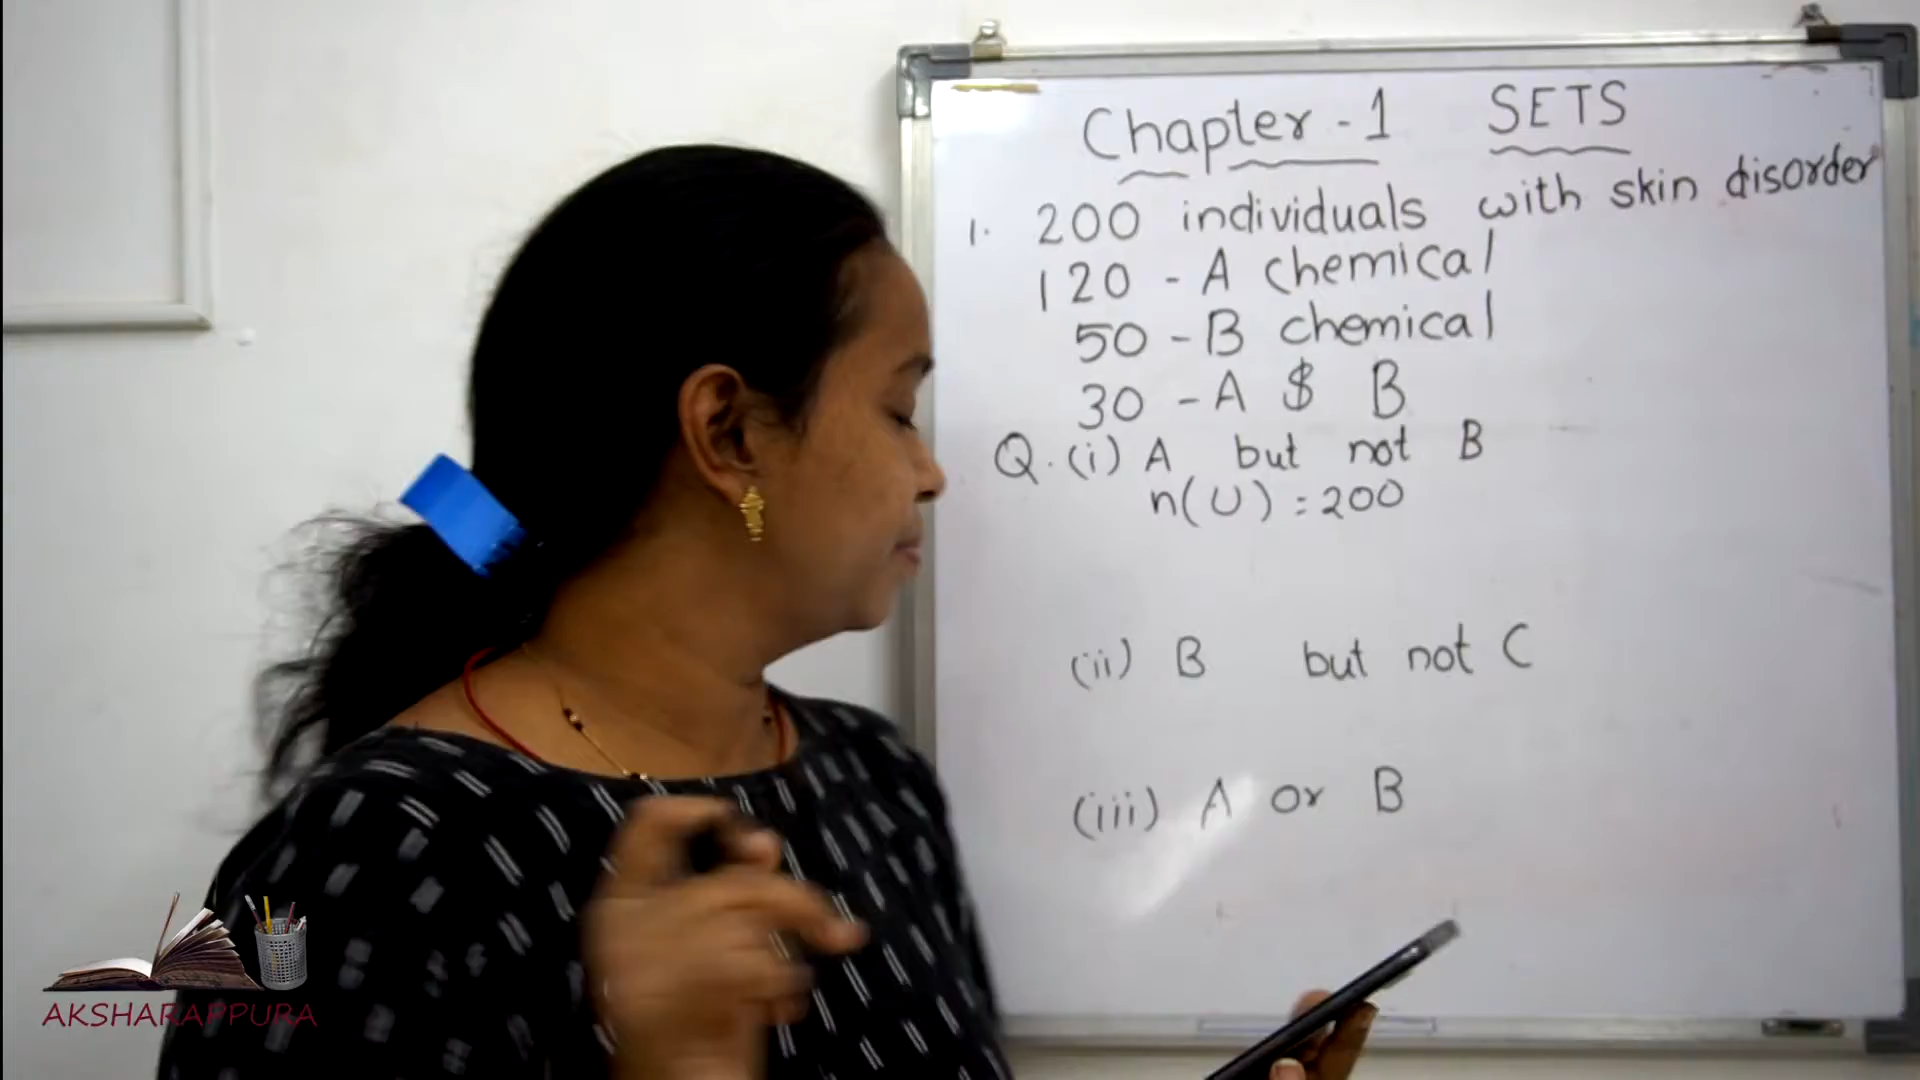 Chapter - 1 SETS
1. 200 individuals with skin disorder
120 - A chemical
50 - B chemical
30 - A $ B
Q. (i) A but not B
n(U) = 200
(ii) B but not C
(iii) A or B
AKSHARAPPURA